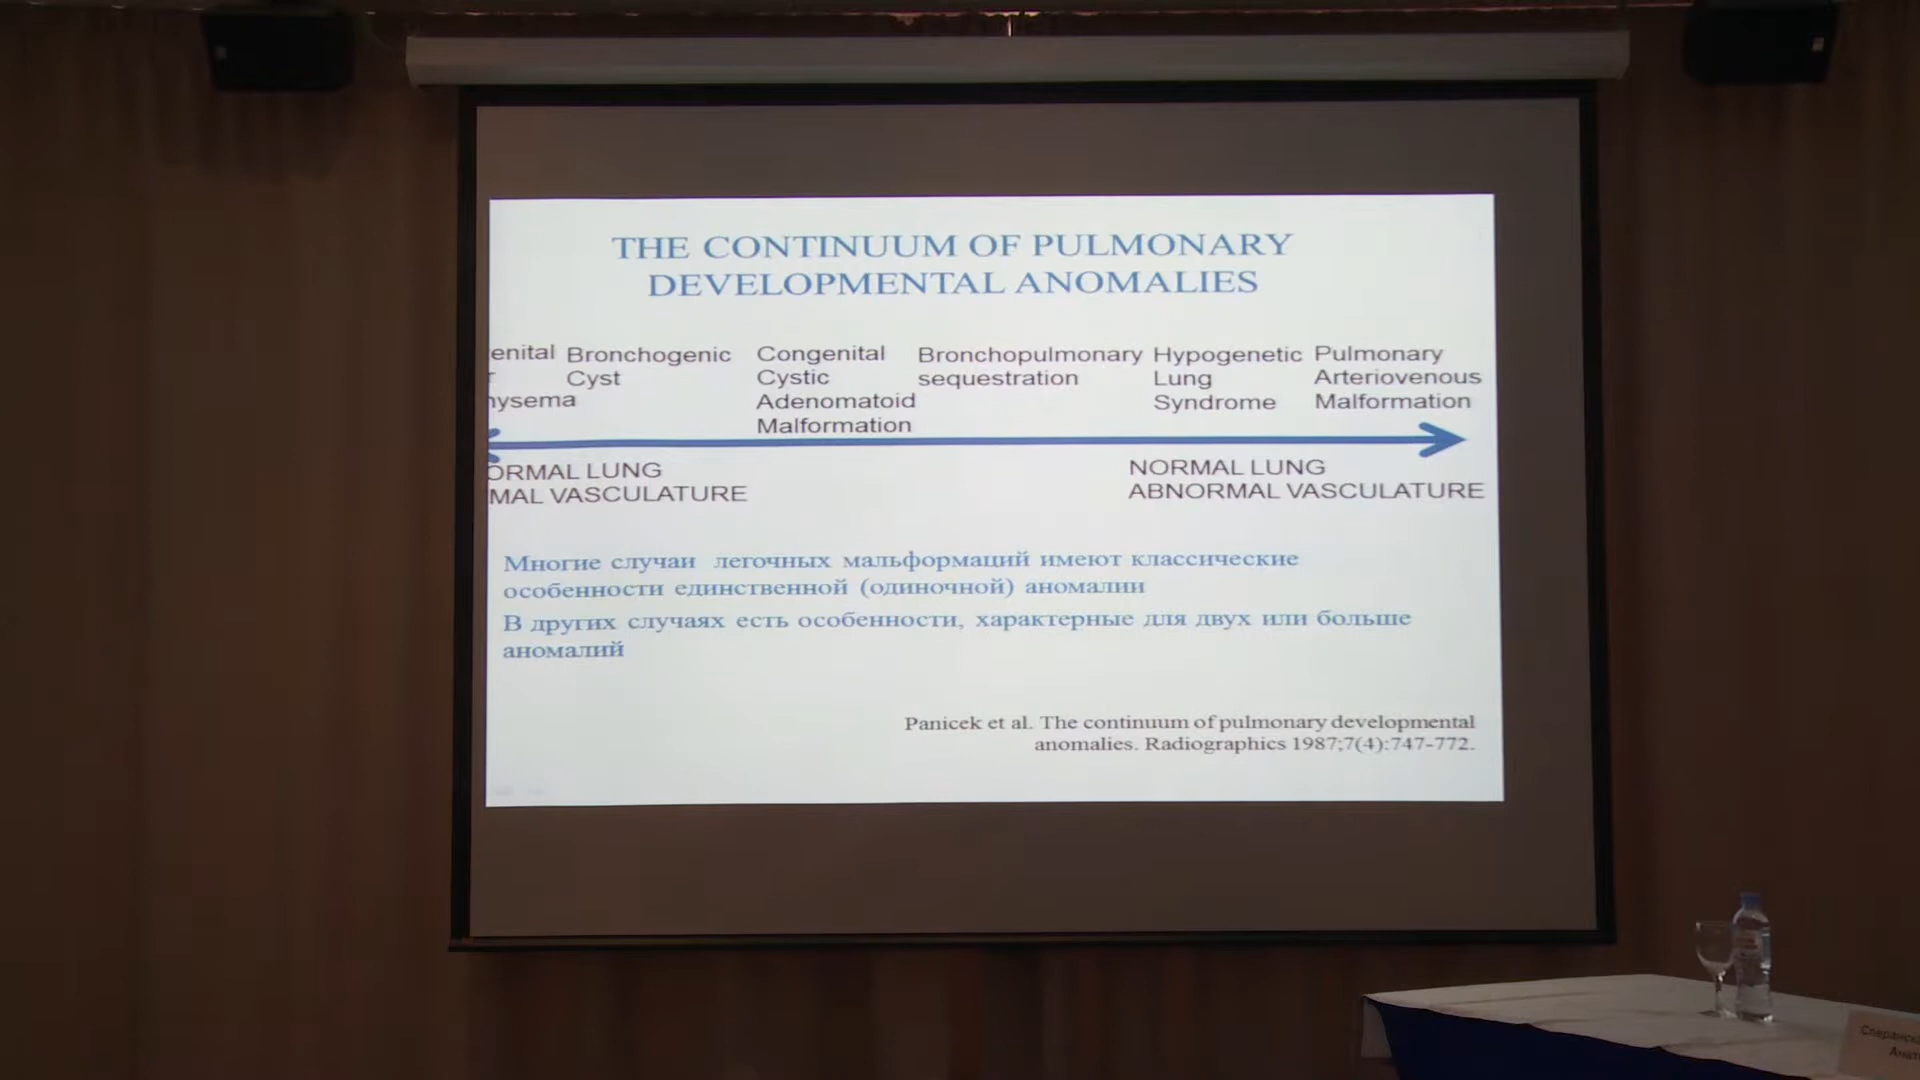 THE CONTINUUM OF PULMONARY
DEVELOPMENTAL ANOMALIES
enital
hysema
Bronchogenic
Cyst
Congenital
Cystic
Adenomatoid
Malformation
Bronchopulmonary
sequestration
Hypogenetic
Lung
Syndrome
Pulmonary
Arteriovenous
Malformation
ORMAL LUNG
MAL VASCULATURE
NORMAL LUNG
ABNORMAL VASCULATURE
Многие случаи легочных мальформаций имеют классические
особенности единственной (одиночной) аномалии
В других случаях есть особенности, характерные для двух или больше
аномалий
Panicek et al. The continuum of pulmonary developmental
anomalies. Radiographics 1987;7(4):747-772.